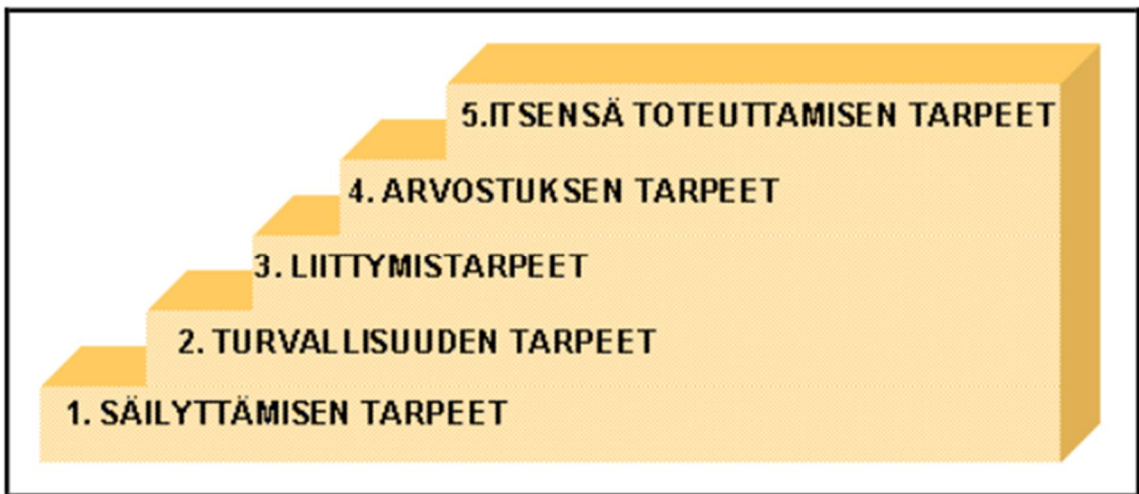 5.ITSENSÄ TOTEUTTAMISEN TARPEET
4. ARVOSTUKSEN TARPEET
3. LIITTYMISTARPEET
2. TURVALLISUUDEN TARPEET
1. SÄILYTTÄMISEN TARPEET